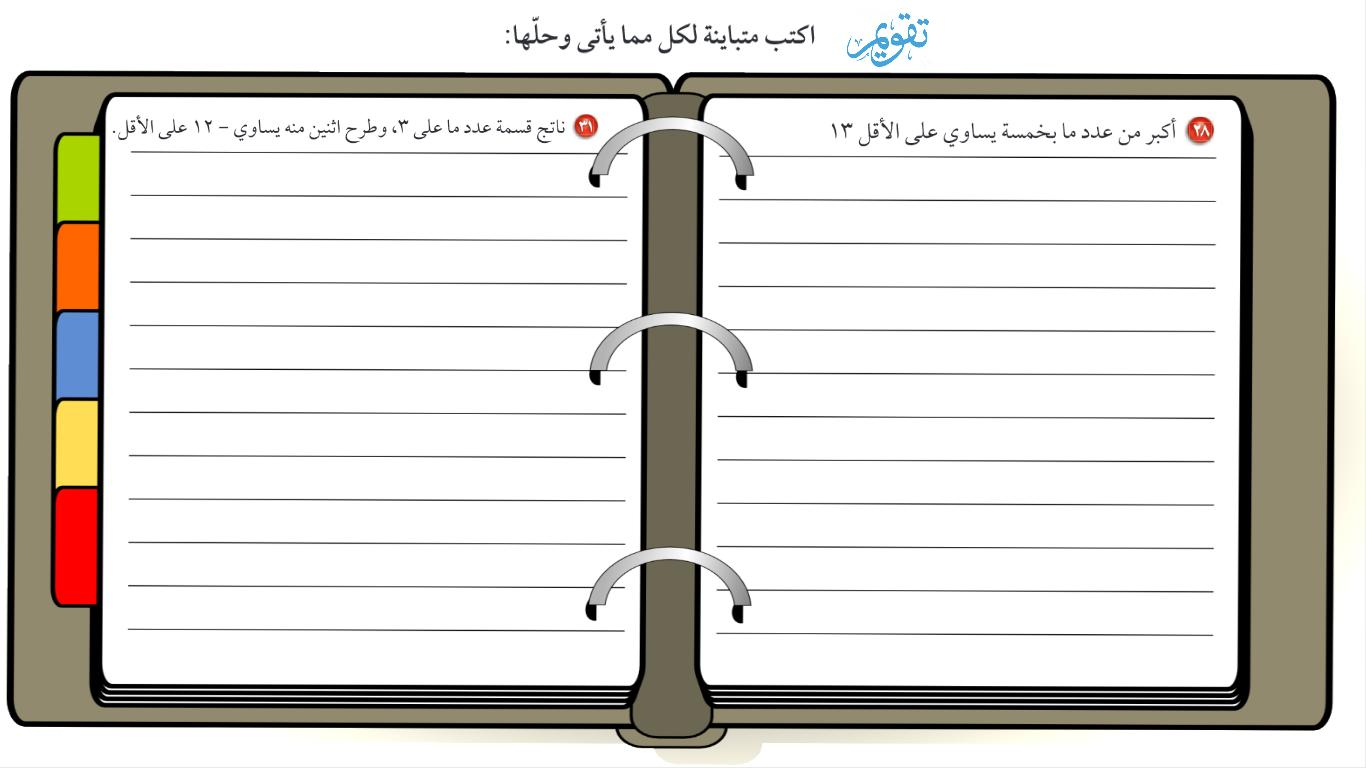 تقويم
اكتب متباينة لكل مما يأتى وحلّها:
٢٨ أكبر من عدد ما بخمسة يساوي على الأقل ١٣
٣١ ناتج قسمة عدد ما على ٣، وطرح اثنين منه يساوي – ١٢ على الأقل.